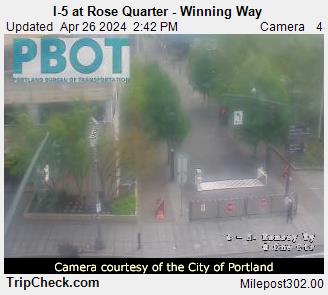 I-5 at Rose Quarter - Winning Way
Updated Apr 26 2024 2:42 PM Camera 4
PBOT
PORTLAND BUREAU OF TRANSPORTATION
Camera courtesy of the City of Portland
TripCheck.com Milepost302.00